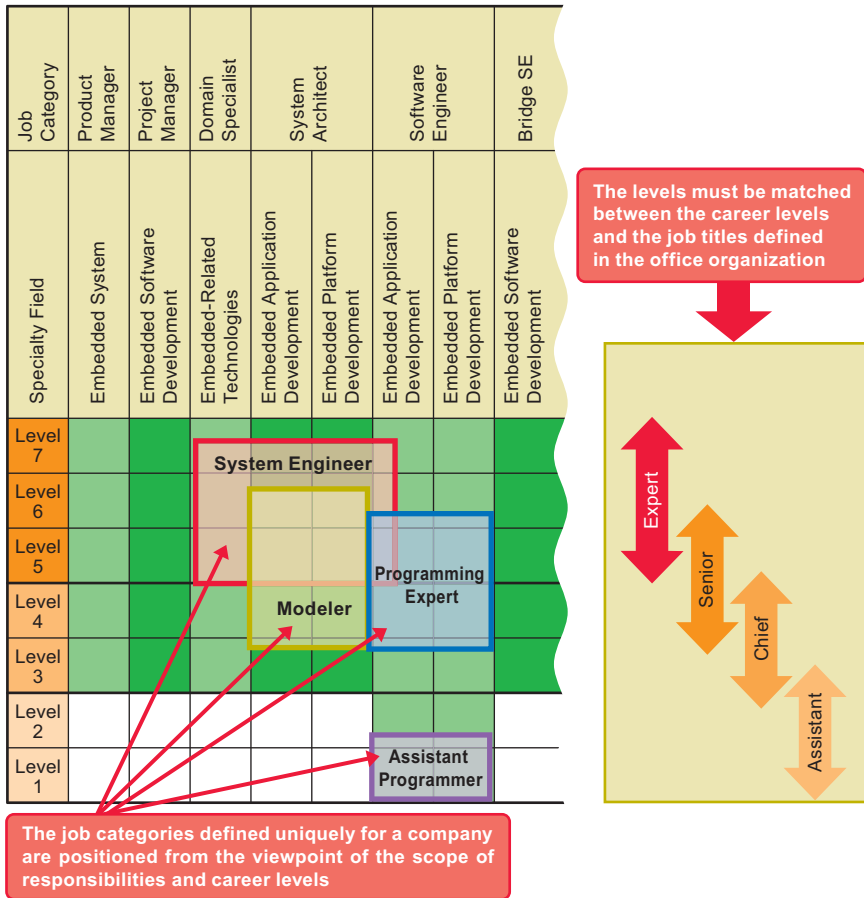 Job
Category
Product
Manager
Project
Manager
Domain
Specialist
System
Architect
Software
Engineer
Bridge SE
Specialty Field
Embedded System
Embedded Software
Development
Embedded-Related
Technologies
Embedded Application
Development
Embedded Platform
Development
Embedded Application
Development
Embedded Platform
Development
Embedded Software
Development
Level
7
Level
6
Level
5
Level
4
Level
3
Level
2
Level
1
System Engineer
Modeler
Programming
Expert
Assistant
Programmer
The job categories defined uniquely for a company
are positioned from the viewpoint of the scope of
responsibilities and career levels
The levels must be matched
between the career levels
and the job titles defined
in the office organization
Expert
Senior
Chief
Assistant